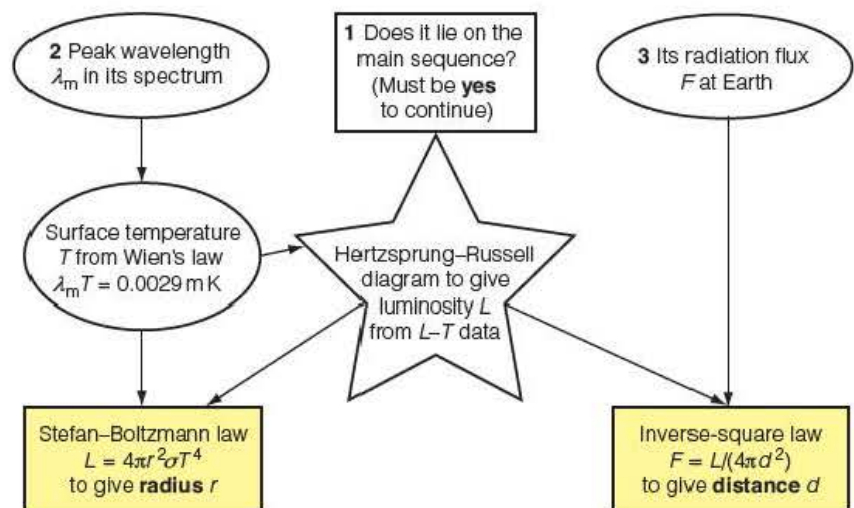 2 Peak wavelength
λm in its spectrum
1 Does it lie on the
main sequence?
(Must be yes
to continue)
3 Its radiation flux
F at Earth
Surface temperature
T from Wien's law
λmT = 0.0029 m K
Hertzsprung–Russell
diagram to give
luminosity L
from L–T data
Stefan–Boltzmann law
L = 4πr²σT⁴
to give radius r
Inverse-square law
F = L/(4πd²)
to give distance d